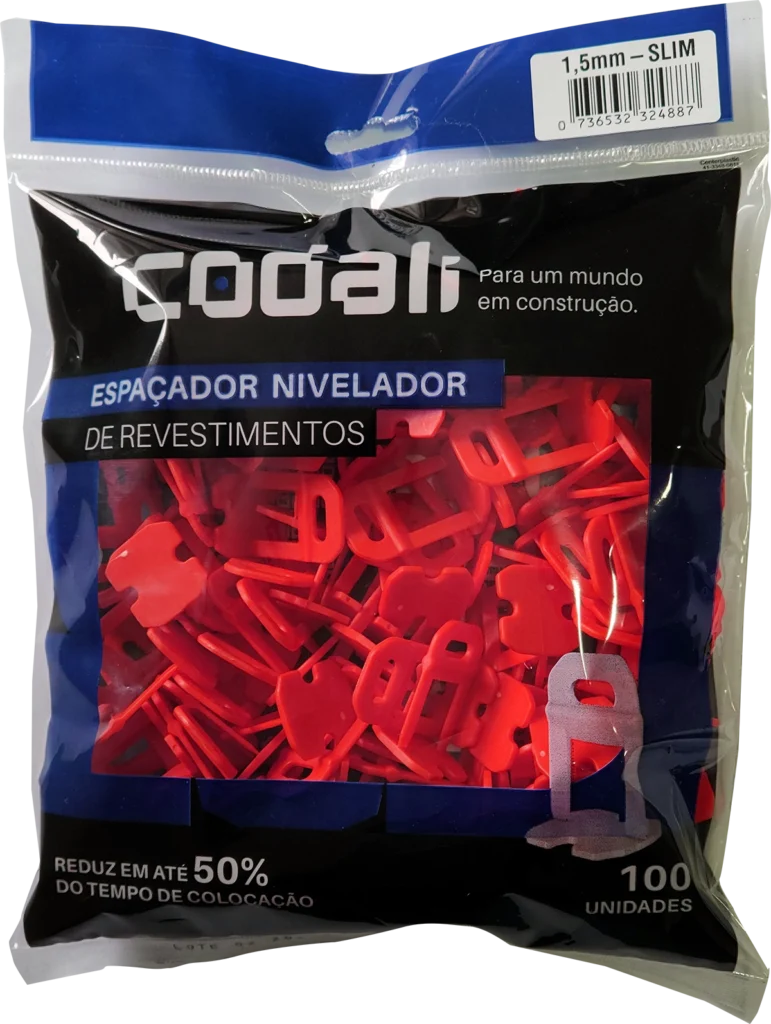 1,5mm – SLIM
0 736532 324887
codali
Para um mundo
em construção.
ESPAÇADOR NIVELADOR
DE REVESTIMENTOS
REDUZ EM ATÉ 50%
DO TEMPO DE COLOCAÇÃO
100
UNIDADES